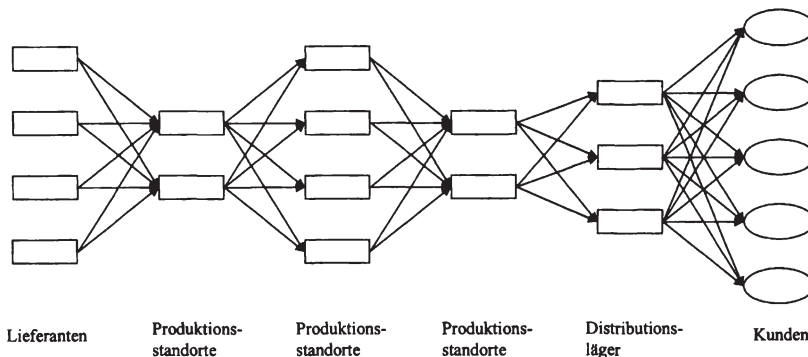 Lieferanten
Produktions-
standorte
Produktions-
standorte
Produktions-
standorte
Distributions-
läger
Kunden